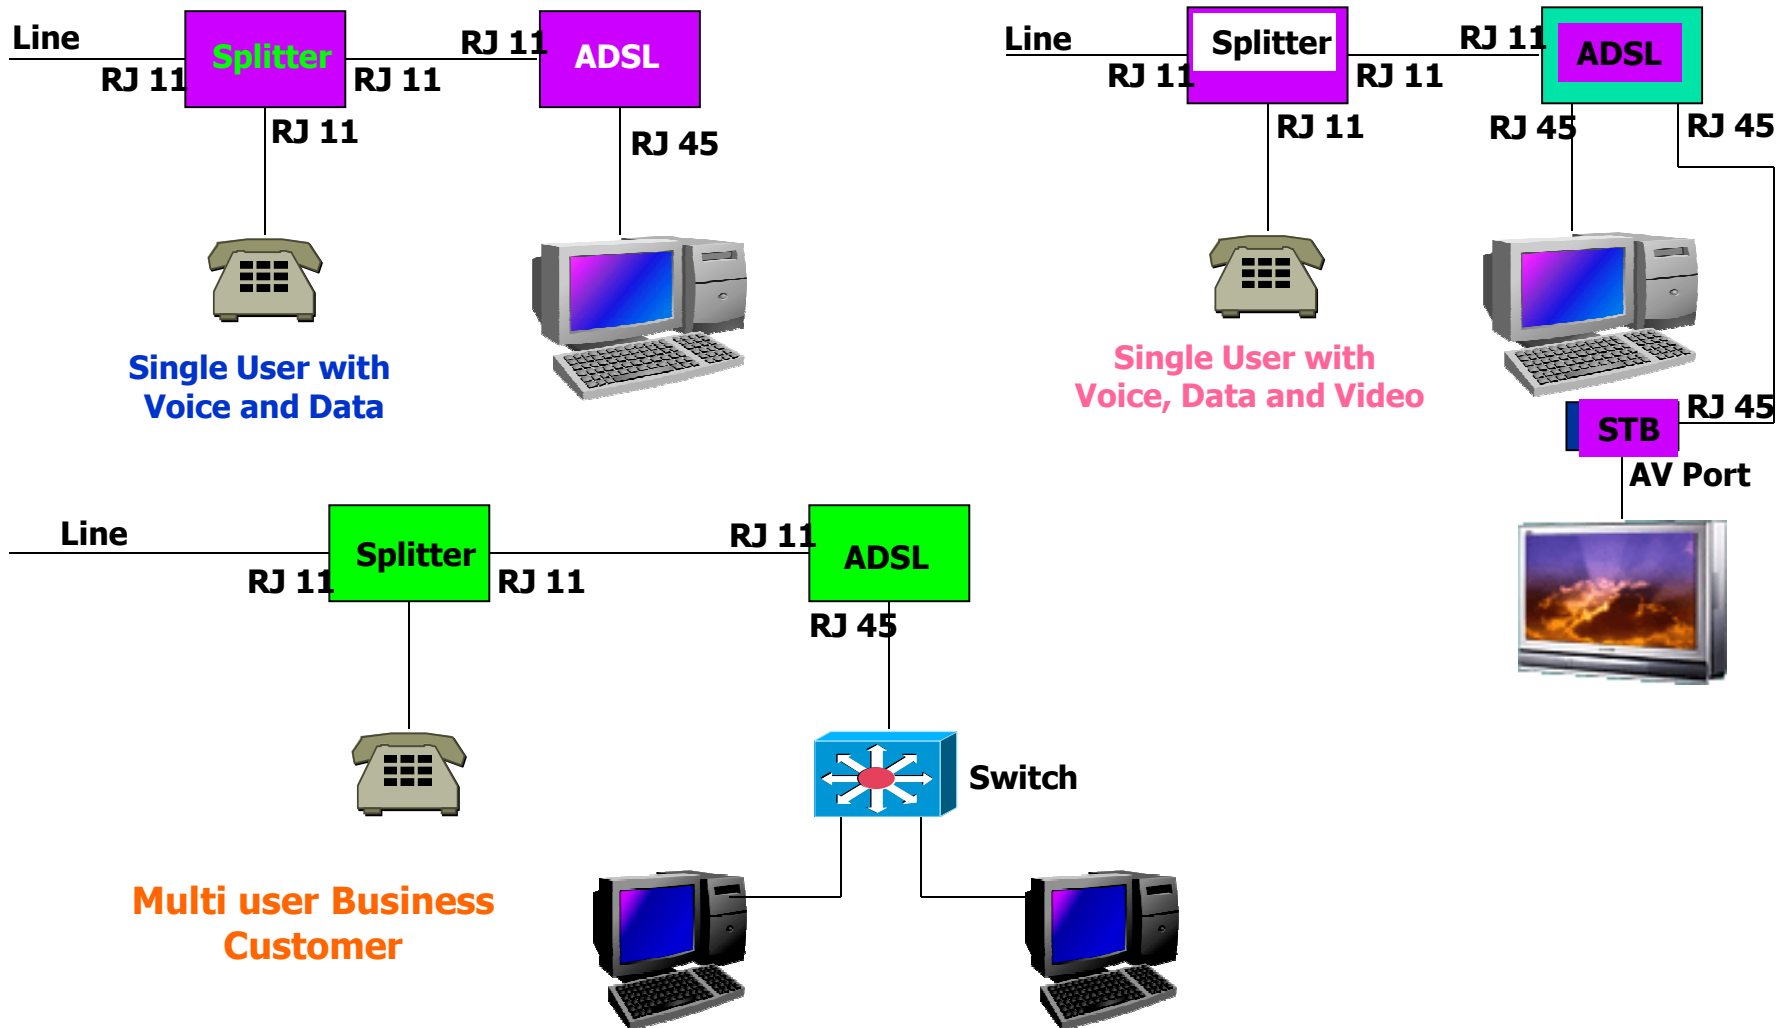 Line
Splitter
RJ 11
ADSL
RJ 11
RJ 11
RJ 11
RJ 45
Single User with
Voice and Data
Line
Splitter
RJ 11
ADSL
RJ 11
RJ 11
RJ 11
RJ 45
RJ 45
Single User with
Voice, Data and Video
RJ 45
STB
AV Port
Line
Splitter
RJ 11
ADSL
RJ 11
RJ 11
RJ 45
Switch
Multi user Business
Customer